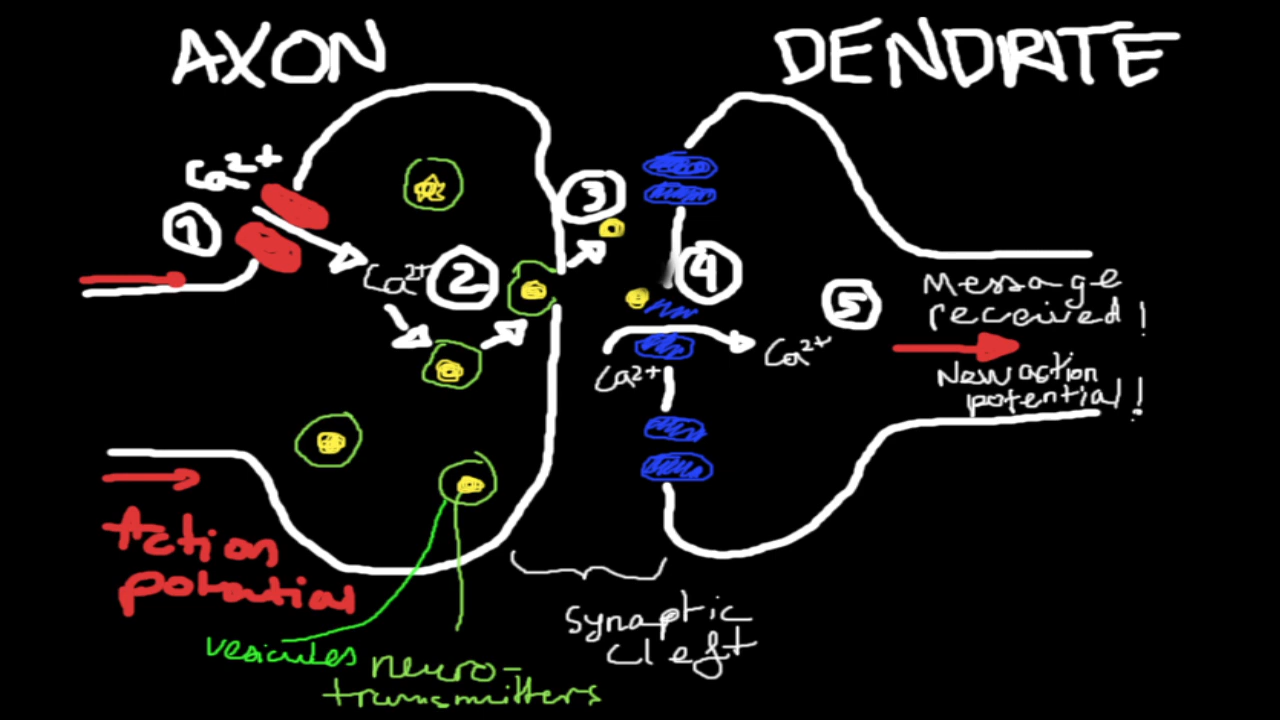 AXON
DENDRITE
Ca2+
1
Ca2+
2
3
4
5
Ca2+
Ca2+
Message
received!
New action
potential!
Action
potential
vesicules
neuro-
transmitters
synaptic
cleft